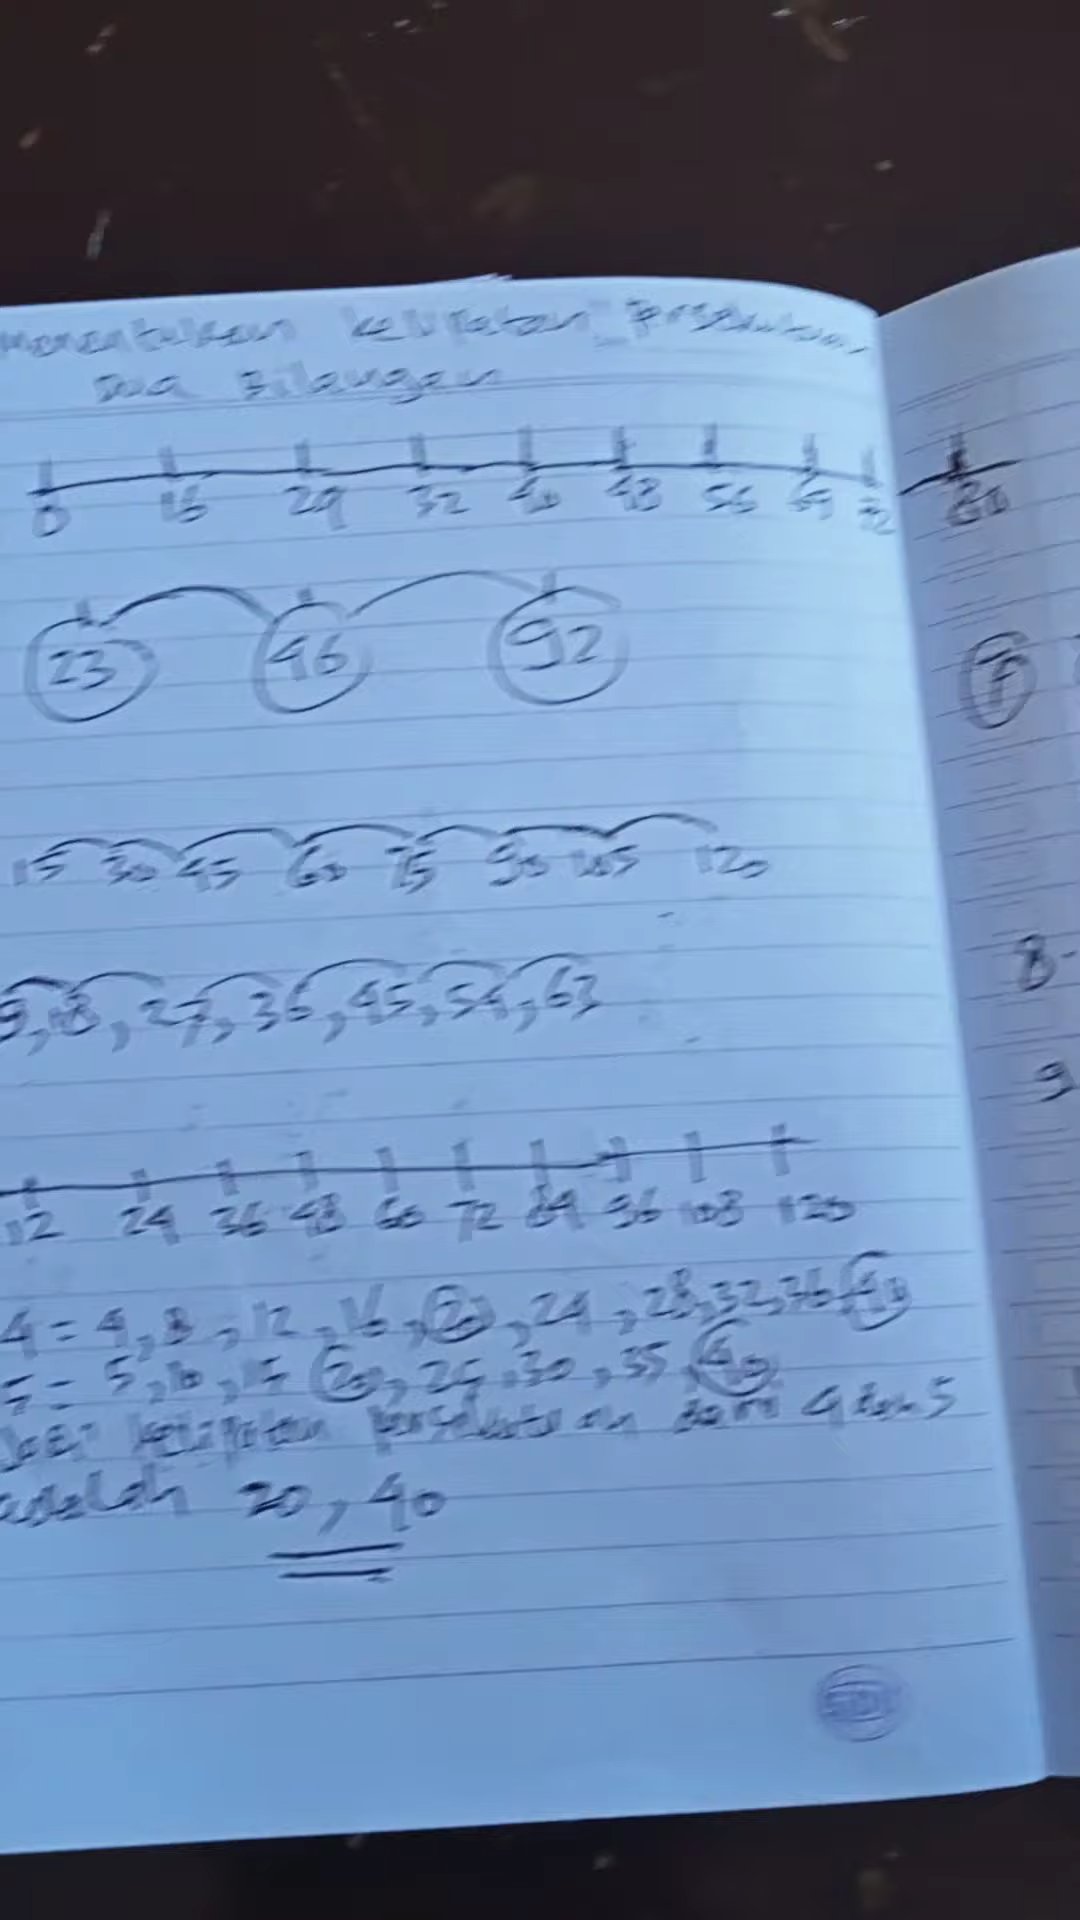 menentukan kelipatan Persekutuan
Dua Bilangan
0 16 24 32 40 48 56 64 72 80
23 46 92
15 30 45 60 75 90 105 120
9, 18, 27, 36, 45, 54, 63
12 24 36 48 60 72 84 96 108 120
4 = 4, 8, 12, 16, 20, 24, 28, 32, 36, 40
5 = 5, 10, 15, 20, 25, 30, 35, 40
kelipatan persekutuan dari 4 dan 5
adalah 20, 40
8
9